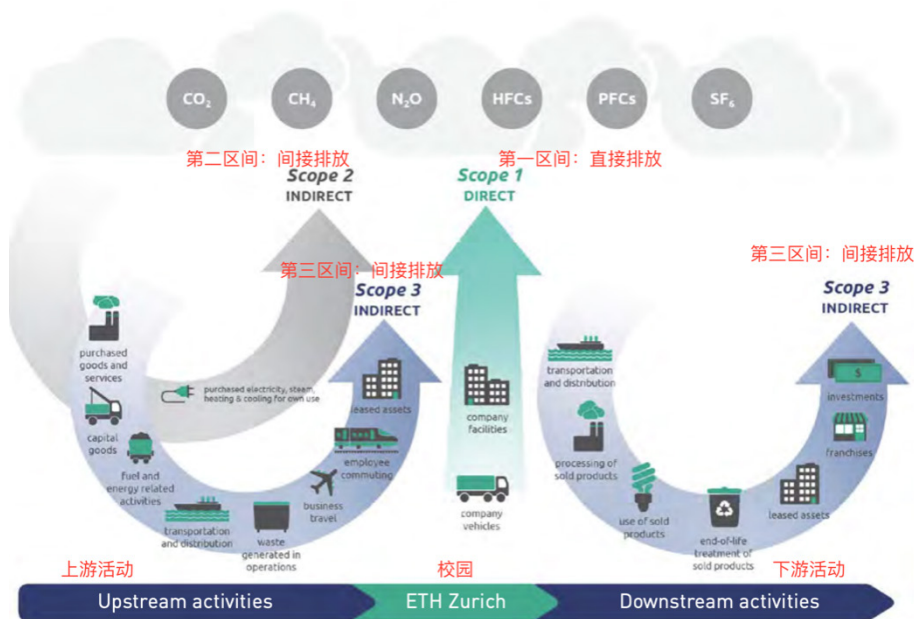 CO₂
CH₄
N₂O
HFCs
PFCs
SF₆
第二区间：间接排放
第一区间：直接排放
Scope 2
INDIRECT
Scope 1
DIRECT
第三区间：间接排放
Scope 3
INDIRECT
第三区间：间接排放
Scope 3
INDIRECT
purchased
goods and
services
capital
goods
fuel and
energy related
activities
transportation
and distribution
waste
generated in
operations
business
travel
employee
commuting
leased assets
purchased electricity, steam,
heating & cooling for own use
company
facilities
company
vehicles
transportation
and distribution
processing of
sold products
use of sold
products
end-of-life
treatment of
sold products
leased assets
franchises
investments
$
上游活动
校园
下游活动
Upstream activities
ETH Zurich
Downstream activities